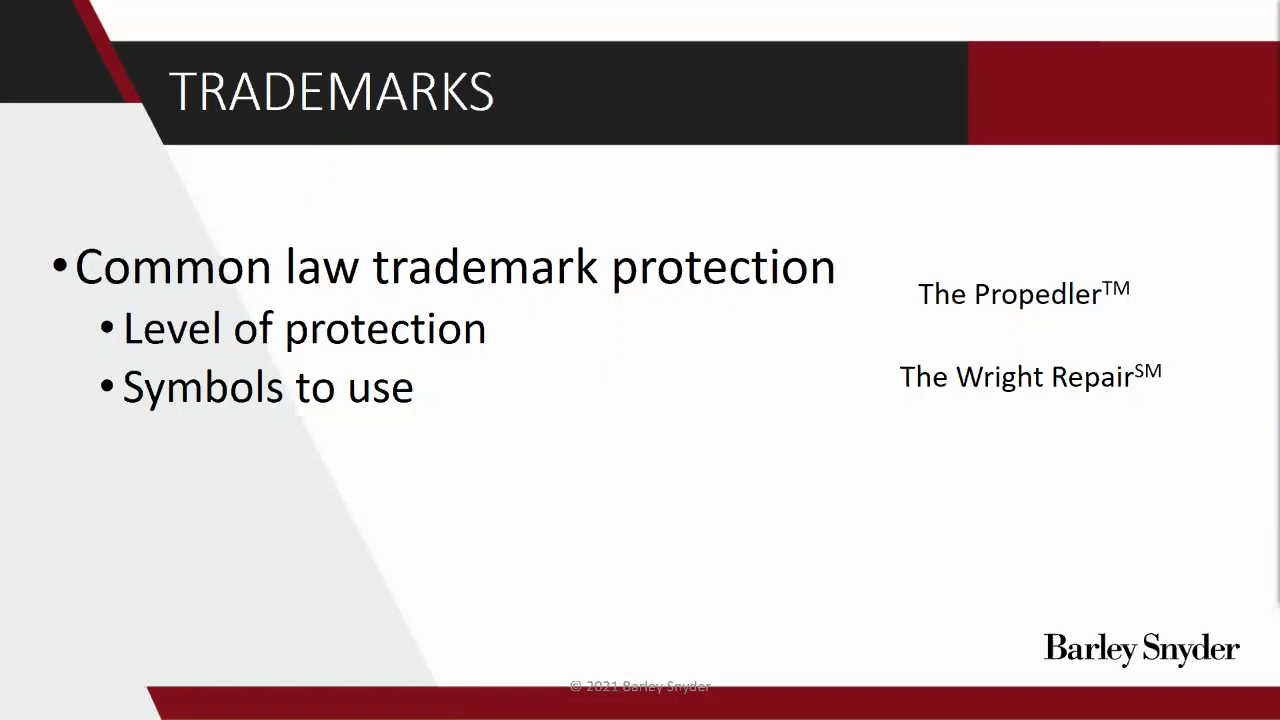 TRADEMARKS
•Common law trademark protection
•Level of protection
•Symbols to use
The Propedler™
The Wright Repair℠
Barley Snyder
© 2021 Barley Snyder